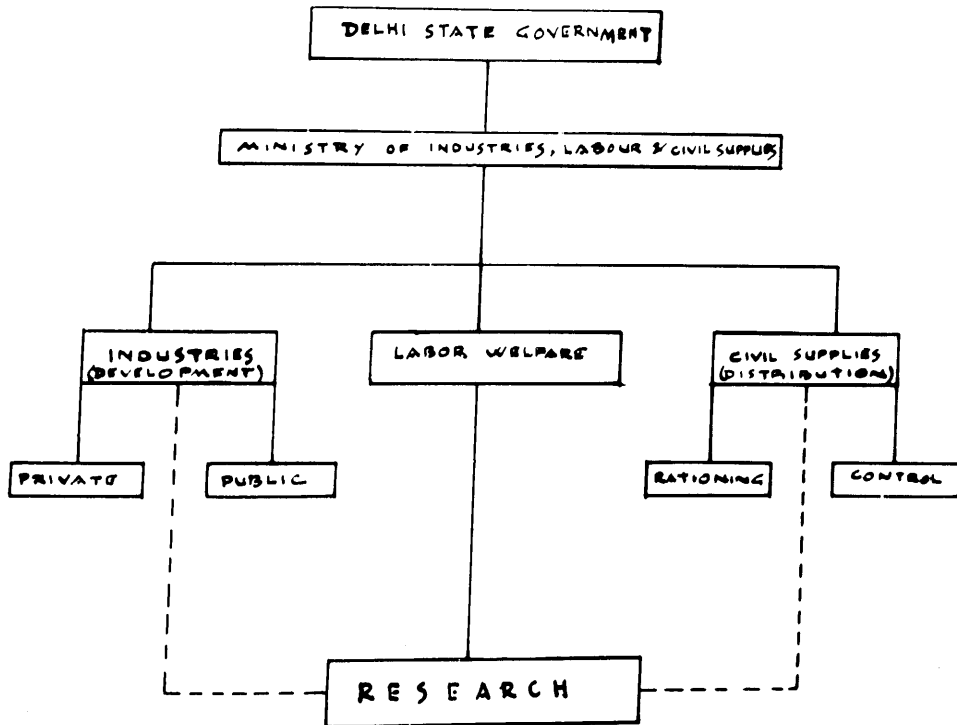 DELHI STATE GOVERNMENT
MINISTRY OF INDUSTRIES, LABOUR & CIVIL SUPPLIES
INDUSTRIES
(DEVELOPMENT)
LABOR WELFARE
CIVIL SUPPLIES
(DISTRIBUTION)
PRIVATE
PUBLIC
RATIONING
CONTROL
RESEARCH